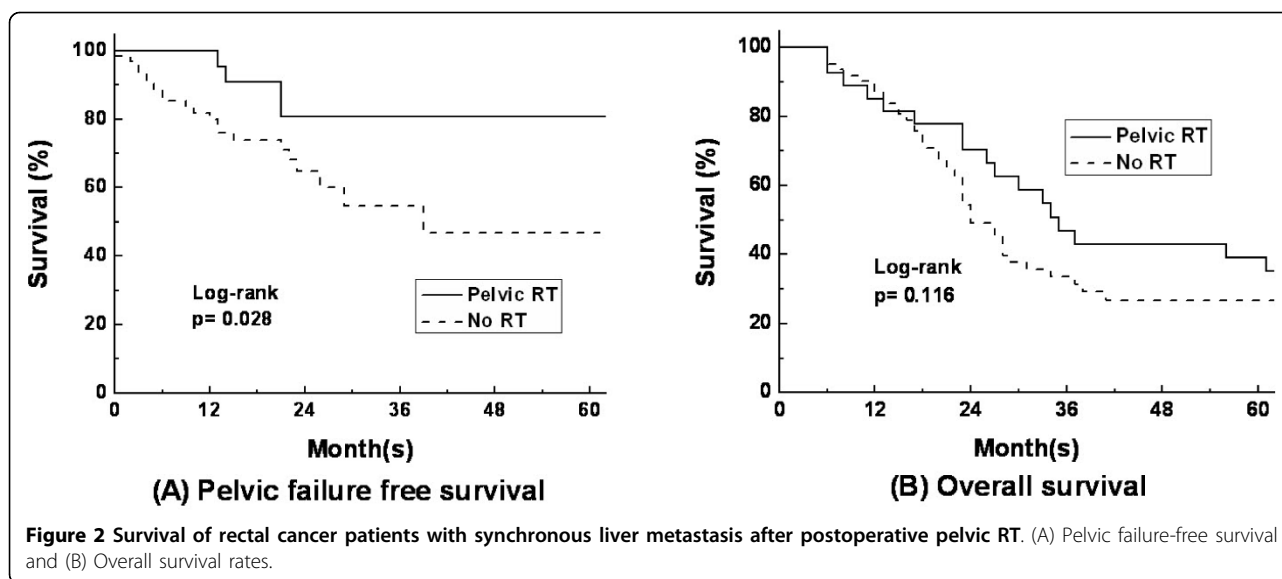 100
80
60
40
20
0
Survival (%)
Pelvic RT
No RT
Log-rank
p= 0.028
0 12 24 36 48 60
Month(s)
(A) Pelvic failure free survival
100
80
60
40
20
0
Survival (%)
Pelvic RT
No RT
Log-rank
p= 0.116
0 12 24 36 48 60
Month(s)
(B) Overall survival
Figure 2 Survival of rectal cancer patients with synchronous liver metastasis after postoperative pelvic RT. (A) Pelvic failure-free survival
and (B) Overall survival rates.